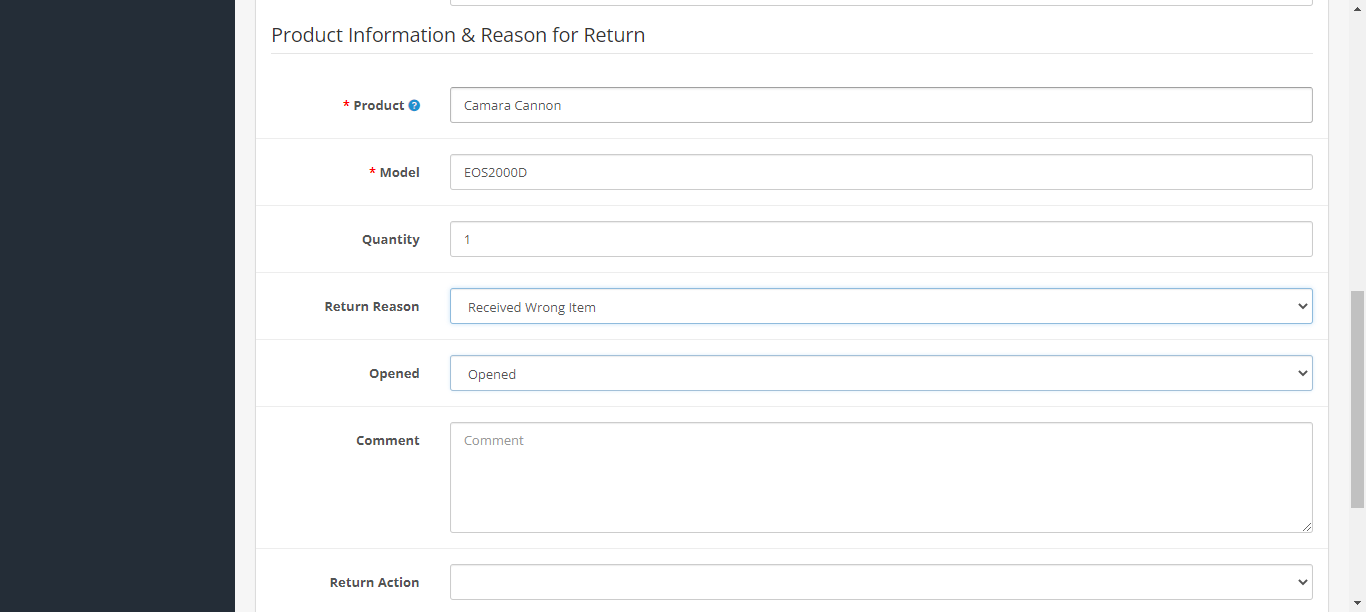 Product Information & Reason for Return
* Product ? Camara Cannon
* Model EOS2000D
Quantity 1
Return Reason Received Wrong Item
Opened Opened
Comment Comment
Return Action